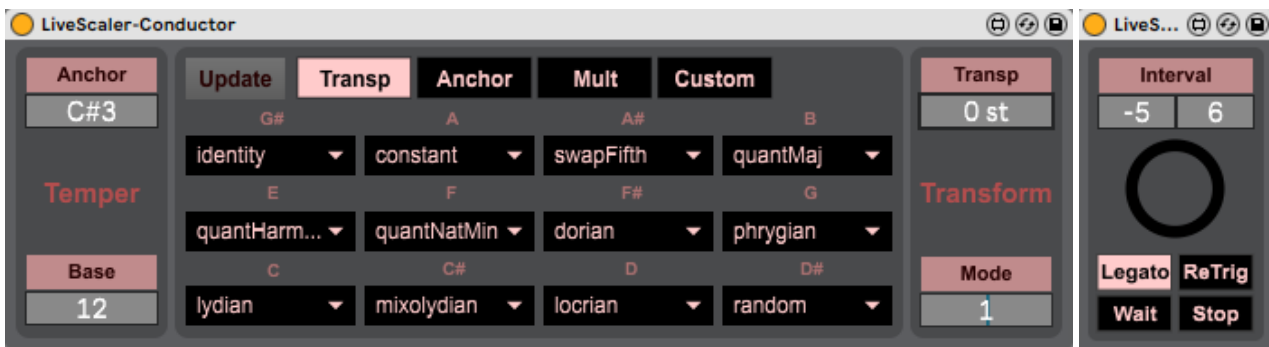 LiveScaler-Conductor
LiveS...
Anchor
C#3
Temper
Base
12
Update Transp Anchor Mult Custom
G# A A# B
identity constant swapFifth quantMaj
E F F# G
quantHarm... quantNatMin dorian phrygian
C C# D D#
lydian mixolydian locrian random
Transp
0 st
Transform
Mode
1
Interval
-5 6
Legato ReTrig
Wait Stop